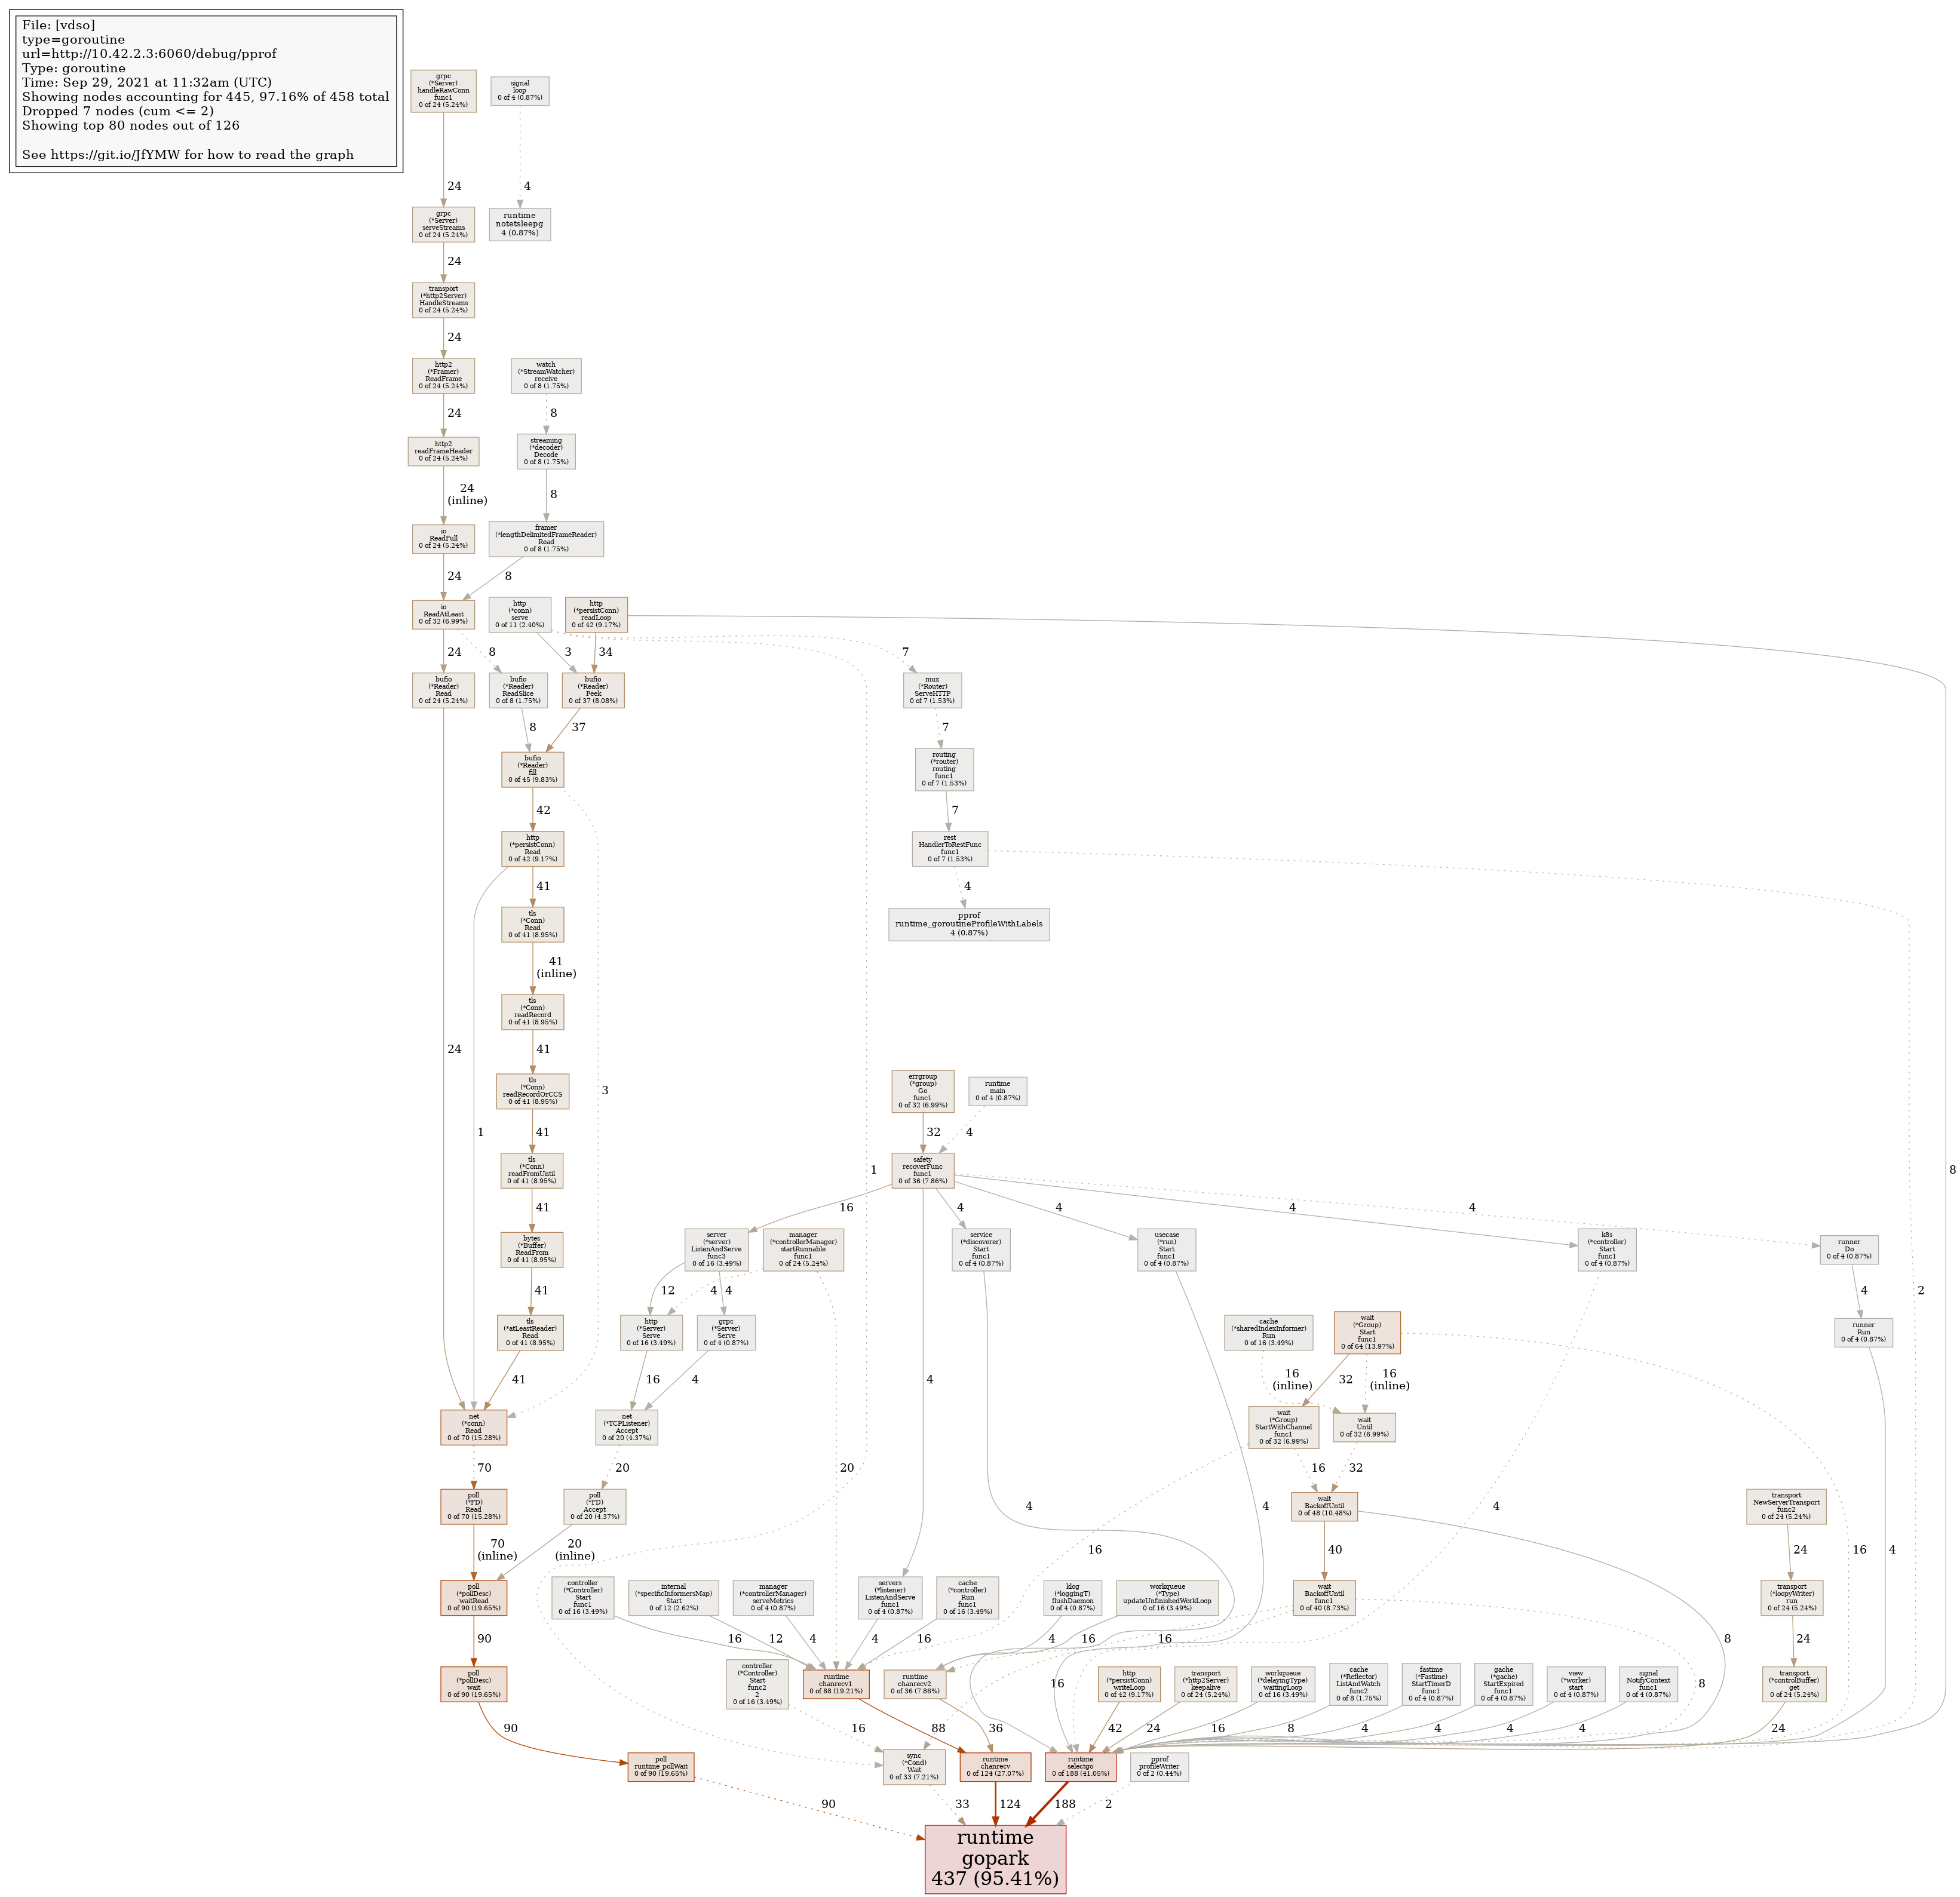 File: [vdso]
type=goroutine
url=http://10.42.2.3:6060/debug/pprof
Type: goroutine
Time: Sep 29, 2021 at 11:32am (UTC)
Showing nodes accounting for 445, 97.16% of 458 total
Dropped 7 nodes (cum <= 2)
Showing top 80 nodes out of 126
See https://git.io/JfYMW for how to read the graph
grpc
(*Server)
handleRawConn
func1
0 of 24 (5.24%)
signal
loop
0 of 4 (0.87%)
24
4
grpc
(*Server)
serveStreams
0 of 24 (5.24%)
runtime
notetsleepg
4 (0.87%)
24
transport
(*http2Server)
HandleStreams
0 of 24 (5.24%)
24
http2
(*Framer)
ReadFrame
0 of 24 (5.24%)
watch
(*StreamWatcher)
receive
0 of 8 (1.75%)
24
8
http2
readFrameHeader
0 of 24 (5.24%)
streaming
(*decoder)
Decode
0 of 8 (1.75%)
24
(inline)
8
io
ReadFull
0 of 24 (5.24%)
framer
(*lengthDelimitedFrameReader)
Read
0 of 8 (1.75%)
24
8
io
ReadAtLeast
0 of 32 (6.99%)
http
(*conn)
serve
0 of 11 (2.40%)
http
(*persistConn)
readLoop
0 of 42 (9.17%)
24
8
3
34
7
bufio
(*Reader)
Read
0 of 24 (5.24%)
bufio
(*Reader)
ReadSlice
0 of 8 (1.75%)
bufio
(*Reader)
Peek
0 of 37 (8.08%)
mux
(*Router)
ServeHTTP
0 of 7 (1.53%)
8
37
7
bufio
(*Reader)
fill
0 of 45 (9.83%)
routing
(*router)
routing
func1
0 of 7 (1.53%)
42
7
http
(*persistConn)
Read
0 of 42 (9.17%)
rest
HandlerToRestFunc
func1
0 of 7 (1.53%)
41
4
tls
(*Conn)
Read
0 of 41 (8.95%)
pprof
runtime_goroutineProfileWithLabels
4 (0.87%)
41
(inline)
tls
(*Conn)
readRecord
0 of 41 (8.95%)
24
41
3
tls
(*Conn)
readRecordOrCCS
0 of 41 (8.95%)
errgroup
(*group)
Go
func1
0 of 32 (6.99%)
runtime
main
0 of 4 (0.87%)
1
41
32
4
tls
(*Conn)
readFromUntil
0 of 41 (8.95%)
1
safety
recoverFunc
func1
0 of 36 (7.86%)
8
41
16
4
4
4
4
bytes
(*Buffer)
ReadFrom
0 of 41 (8.95%)
server
(*server)
ListenAndServe
func3
0 of 16 (3.49%)
manager
(*controllerManager)
startRunnable
func1
0 of 24 (5.24%)
service
(*discoverer)
Start
func1
0 of 4 (0.87%)
usecase
(*run)
Start
func1
0 of 4 (0.87%)
k8s
(*controller)
Start
func1
0 of 4 (0.87%)
runner
Do
0 of 4 (0.87%)
41
12
4
4
4
2
tls
(*atLeastReader)
Read
0 of 41 (8.95%)
http
(*Server)
Serve
0 of 16 (3.49%)
grpc
(*Server)
Serve
0 of 4 (0.87%)
cache
(*sharedIndexInformer)
Run
0 of 16 (3.49%)
wait
(*Group)
Start
func1
0 of 64 (13.97%)
runner
Run
0 of 4 (0.87%)
41
16
4
4
16
(inline)
32
16
(inline)
net
(*conn)
Read
0 of 70 (15.28%)
net
(*TCPListener)
Accept
0 of 20 (4.37%)
wait
(*Group)
StartWithChannel
func1
0 of 32 (6.99%)
wait
Until
0 of 32 (6.99%)
70
20
20
16
32
poll
(*FD)
Read
0 of 70 (15.28%)
poll
(*FD)
Accept
0 of 20 (4.37%)
4
4
wait
BackoffUntil
0 of 48 (10.48%)
4
transport
NewServerTransport
func2
0 of 24 (5.24%)
70
(inline)
20
(inline)
16
40
24
16
4
poll
(*pollDesc)
waitRead
0 of 90 (19.65%)
controller
(*Controller)
Start
func1
0 of 16 (3.49%)
internal
(*specificInformersMap)
Start
0 of 12 (2.62%)
manager
(*controllerManager)
serveMetrics
0 of 4 (0.87%)
servers
(*listener)
ListenAndServe
func1
0 of 4 (0.87%)
cache
(*controller)
Run
func1
0 of 16 (3.49%)
klog
(*loggingT)
flushDaemon
0 of 4 (0.87%)
workqueue
(*Type)
updateUnfinishedWorkLoop
0 of 16 (3.49%)
wait
BackoffUntil
func1
0 of 40 (8.73%)
transport
(*loopyWriter)
run
0 of 24 (5.24%)
90
16
12
4
4
16
4
16
16
8
24
poll
(*pollDesc)
wait
0 of 90 (19.65%)
controller
(*Controller)
Start
func2
2
0 of 16 (3.49%)
runtime
chanrecv1
0 of 88 (19.21%)
runtime
chanrecv2
0 of 36 (7.86%)
16
http
(*persistConn)
writeLoop
0 of 42 (9.17%)
transport
(*http2Server)
keepalive
0 of 24 (5.24%)
workqueue
(*delayingType)
waitingLoop
0 of 16 (3.49%)
cache
(*Reflector)
ListAndWatch
func2
0 of 8 (1.75%)
fastime
(*Fastime)
StartTimerD
func1
0 of 4 (0.87%)
gache
(*gache)
StartExpired
func1
0 of 4 (0.87%)
view
(*worker)
start
0 of 4 (0.87%)
signal
NotifyContext
func1
0 of 4 (0.87%)
8
transport
(*controlBuffer)
get
0 of 24 (5.24%)
90
16
88
36
42
24
16
8
4
4
4
4
24
poll
runtime_pollWait
0 of 90 (19.65%)
sync
(*Cond)
Wait
0 of 33 (7.21%)
runtime
chanrecv
0 of 124 (27.07%)
runtime
selectgo
0 of 188 (41.05%)
pprof
profileWriter
0 of 2 (0.44%)
90
33
124
188
2
runtime
gopark
437 (95.41%)